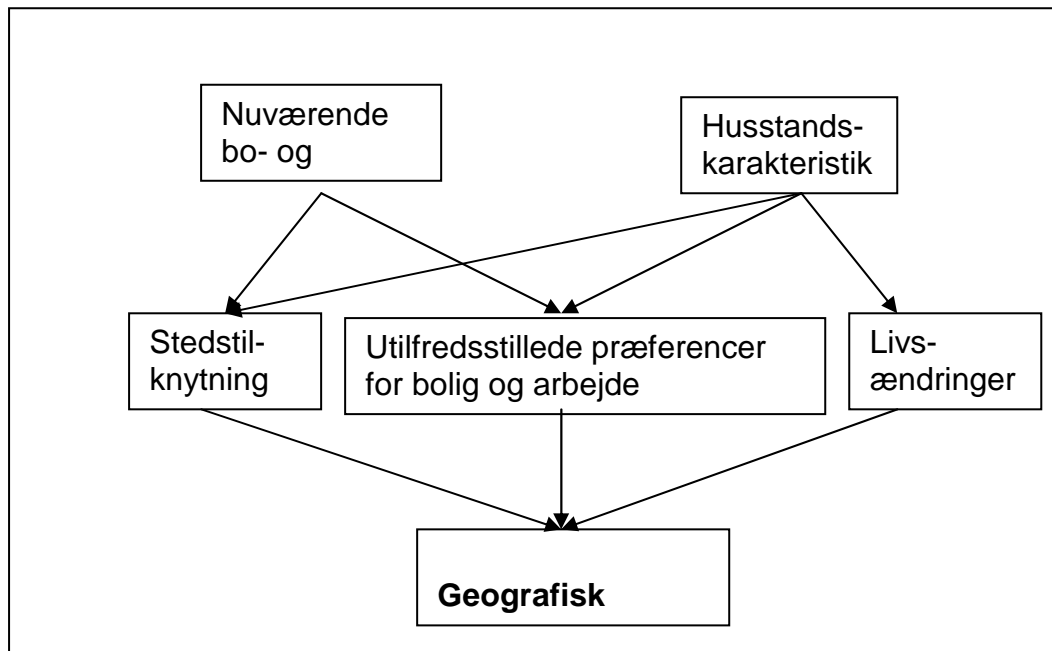 Nuværende
bo- og
Husstands-
karakteristik
Stedstil-
knytning
Utilfredsstillede præferencer
for bolig og arbejde
Livs-
ændringer
Geografisk